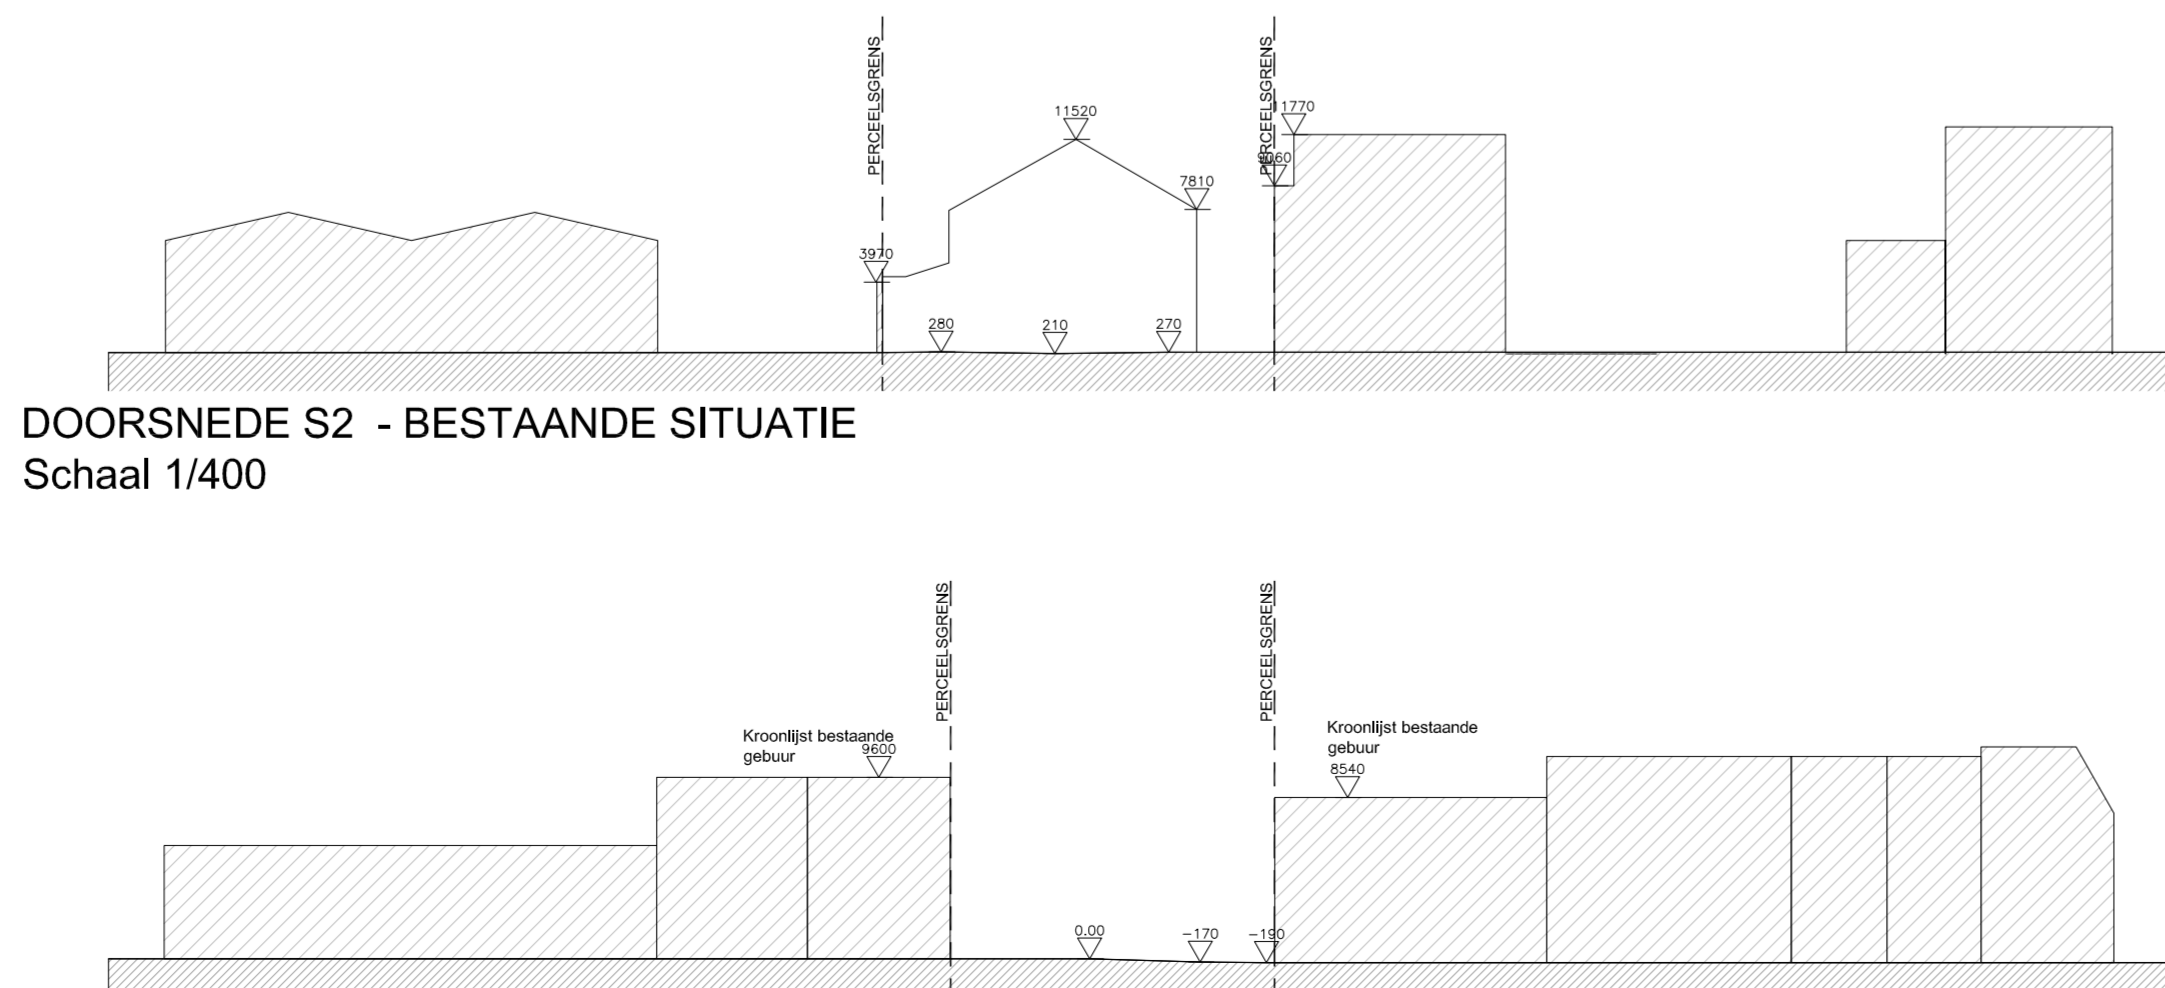 PERCEELSGRENS
PERCEELSGRENS
11520
11770
9060
7810
3970
280
210
270
DOORSNEDE S2 - BESTAANDE SITUATIE
Schaal 1/400
PERCEELSGRENS
PERCEELSGRENS
Kroonlijst bestaande
gebuur
9600
Kroonlijst bestaande
gebuur
8540
0.00
-170
-190